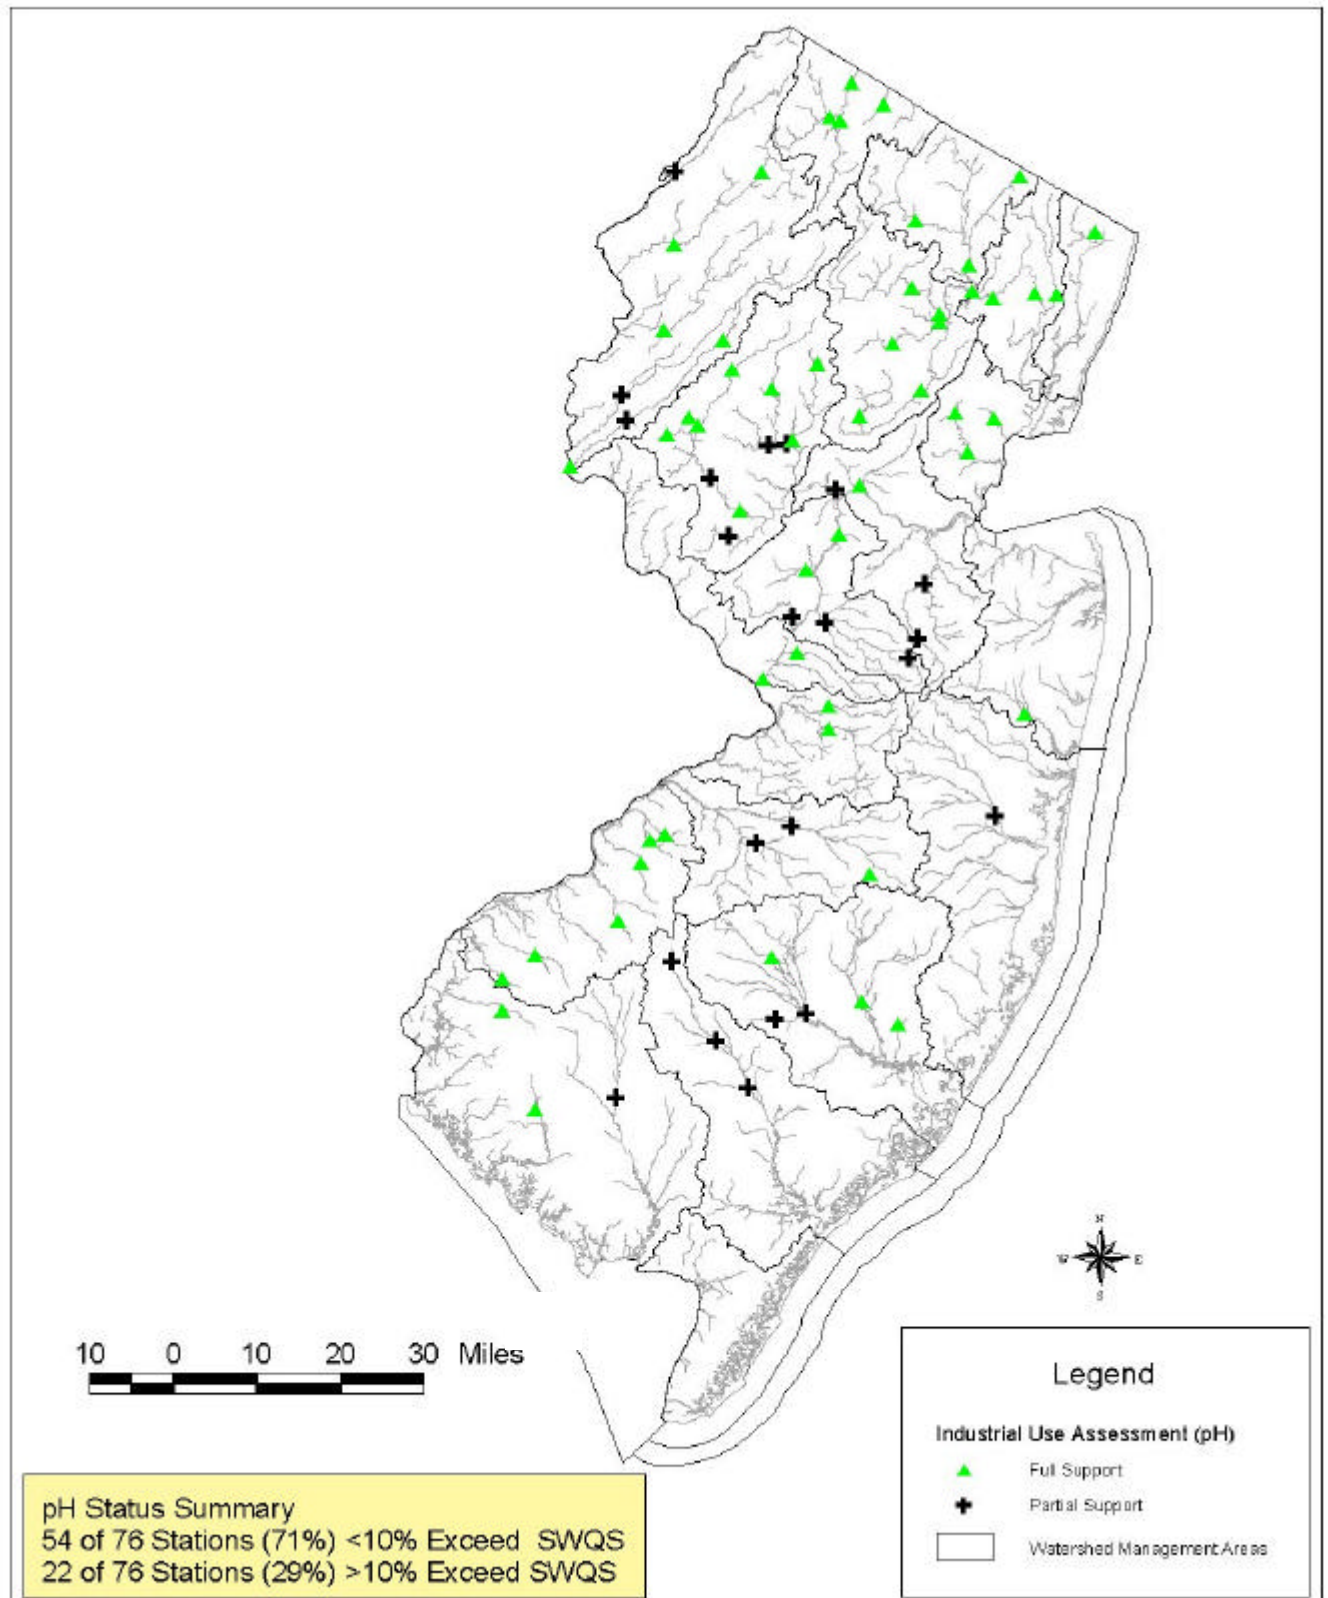 N
W E
S
10 0 10 20 30 Miles
Legend
Industrial Use Assessment (pH)
Full Support
Partial Support
Watershed Management Areas
pH Status Summary
54 of 76 Stations (71%) <10% Exceed SWQS
22 of 76 Stations (29%) >10% Exceed SWQS